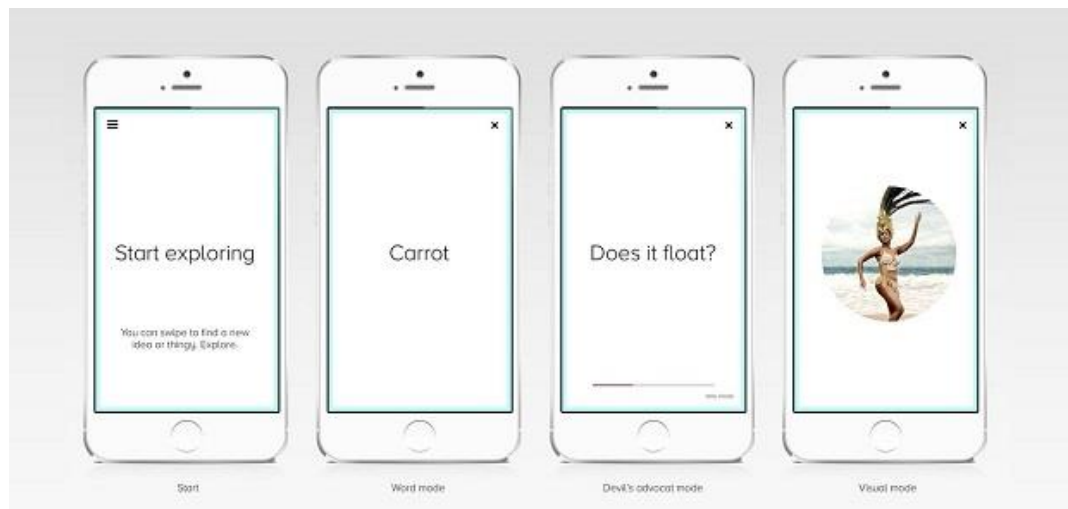 Start exploring
You can swipe to find a new
idea or thingy. Explore.
Carrot
Does it float?
Start
Word mode
Devil's advocat mode
Visual mode